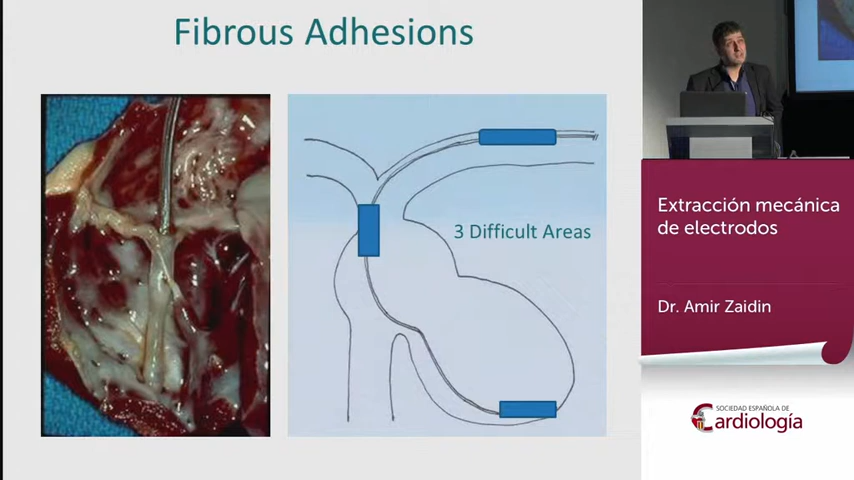 Fibrous Adhesions
3 Difficult Areas
Extracción mecánica
de electrodos
Dr. Amir Zaidin
SOCIEDAD ESPAÑOLA DE
Cardiología